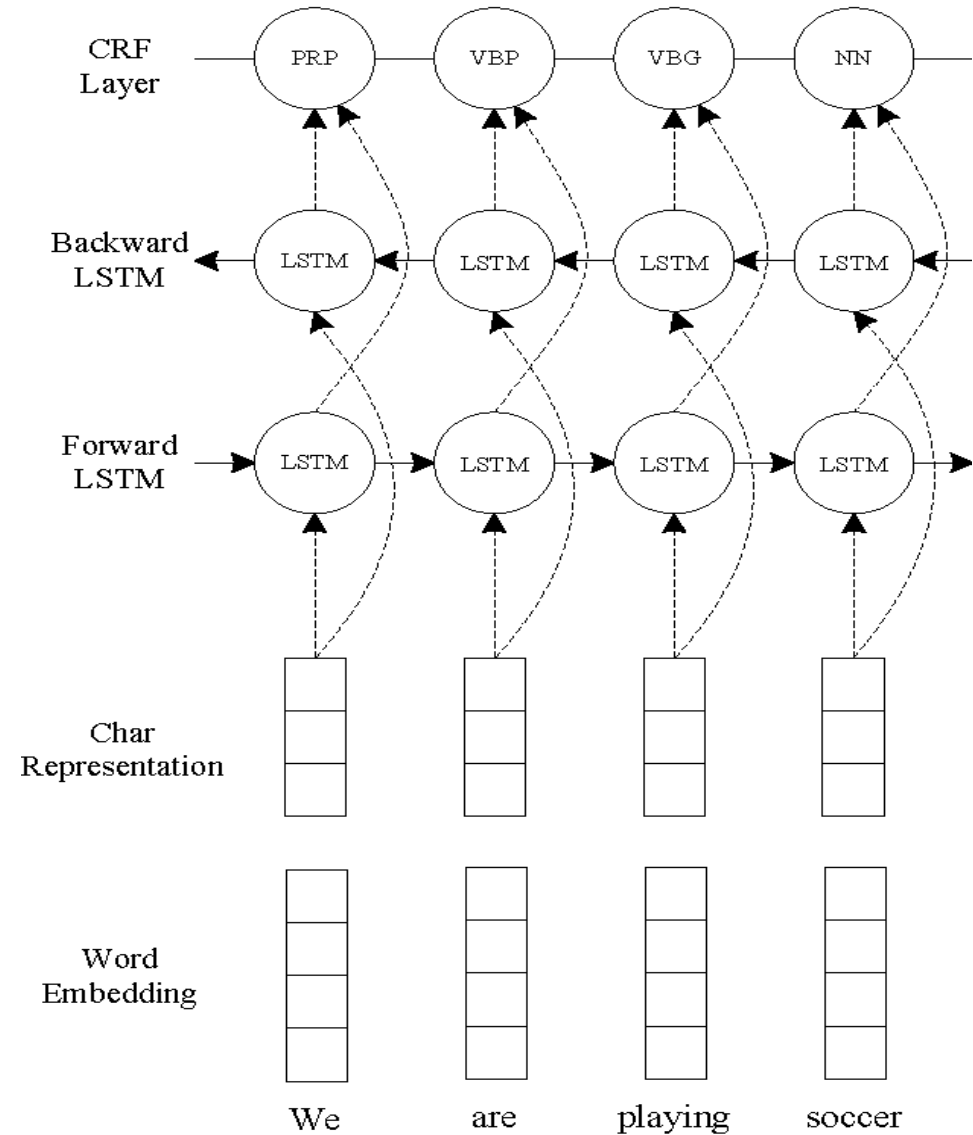 CRF
Layer
PRP VBP VBG NN
Backward
LSTM
LSTM LSTM LSTM LSTM
Forward
LSTM
LSTM LSTM LSTM LSTM
Char
Representation
Word
Embedding
We are playing soccer